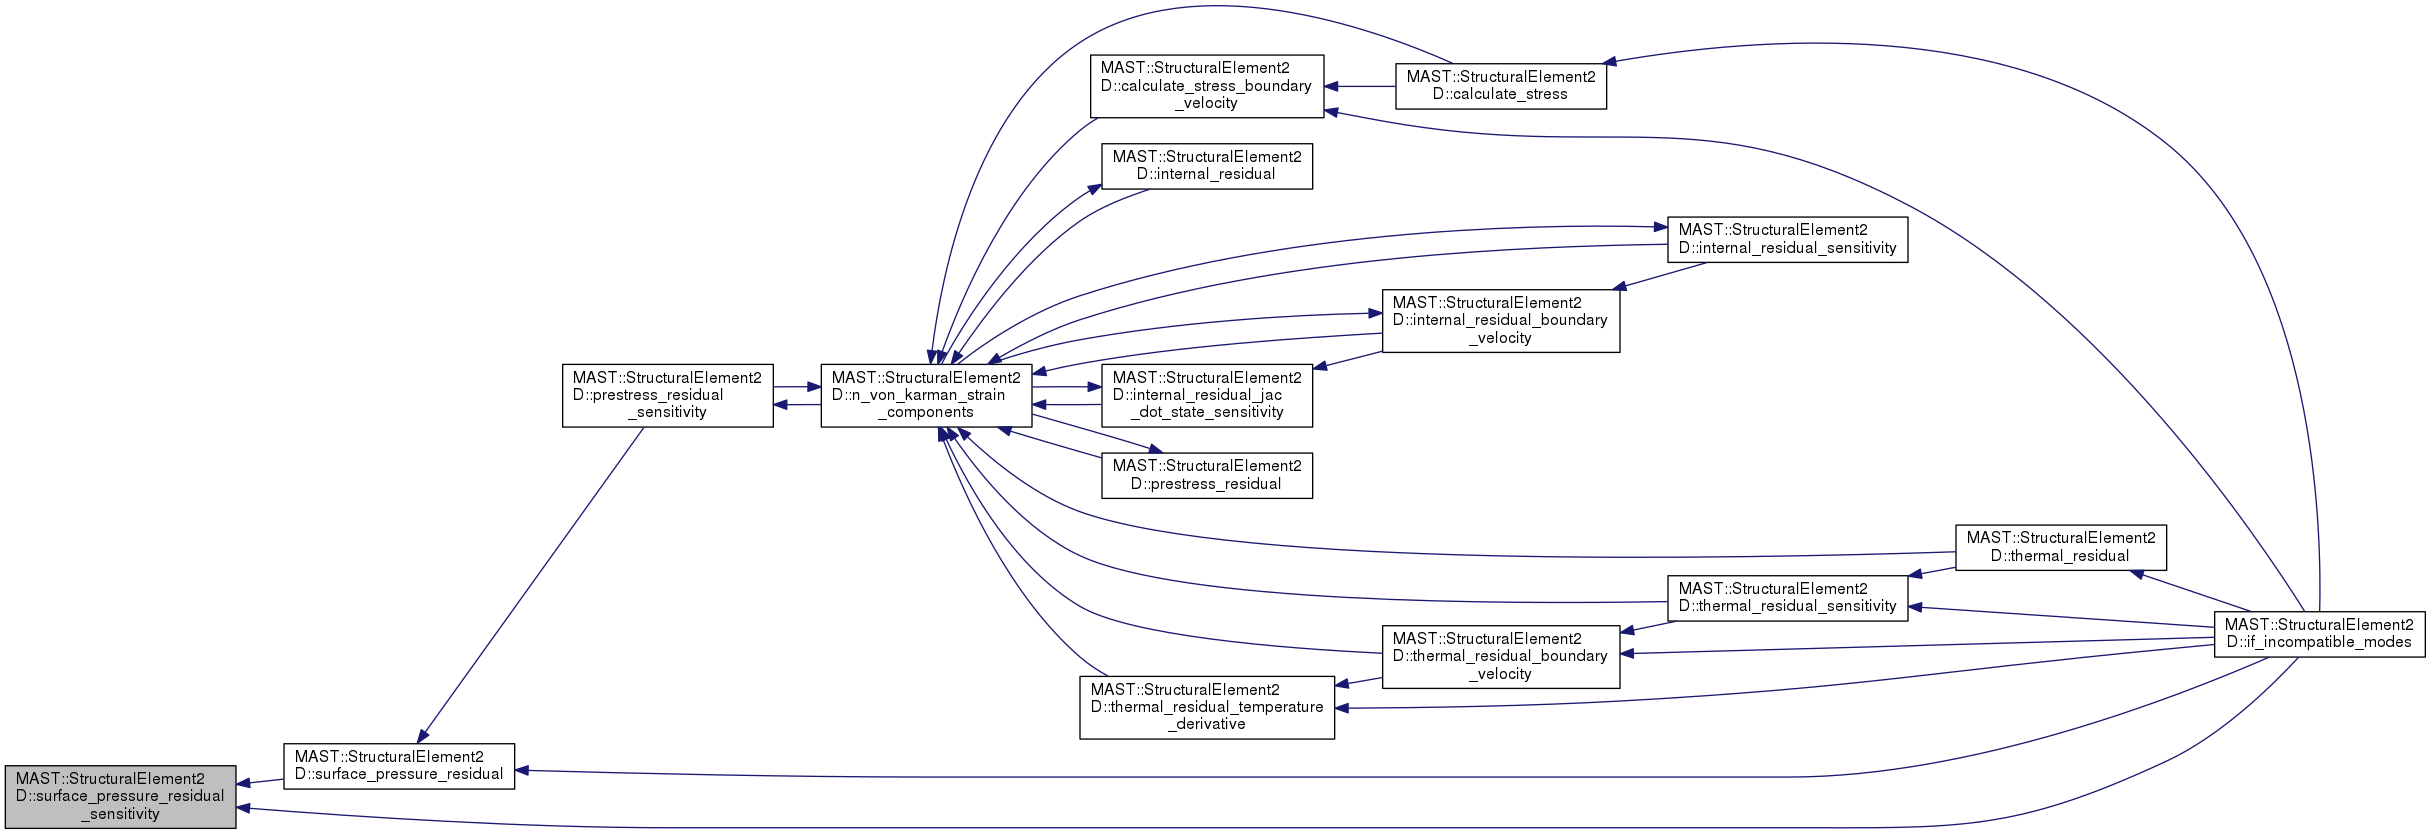 MAST::StructuralElement2
D::calculate_stress_boundary
_velocity
MAST::StructuralElement2
D::calculate_stress
MAST::StructuralElement2
D::internal_residual
MAST::StructuralElement2
D::internal_residual_sensitivity
MAST::StructuralElement2
D::internal_residual_boundary
_velocity
MAST::StructuralElement2
D::prestress_residual
_sensitivity
MAST::StructuralElement2
D::n_von_karman_strain
_components
MAST::StructuralElement2
D::internal_residual_jac
_dot_state_sensitivity
MAST::StructuralElement2
D::prestress_residual
MAST::StructuralElement2
D::thermal_residual
MAST::StructuralElement2
D::thermal_residual_sensitivity
MAST::StructuralElement2
D::if_incompatible_modes
MAST::StructuralElement2
D::thermal_residual_boundary
_velocity
MAST::StructuralElement2
D::thermal_residual_temperature
_derivative
MAST::StructuralElement2
D::surface_pressure_residual
MAST::StructuralElement2
D::surface_pressure_residual
_sensitivity